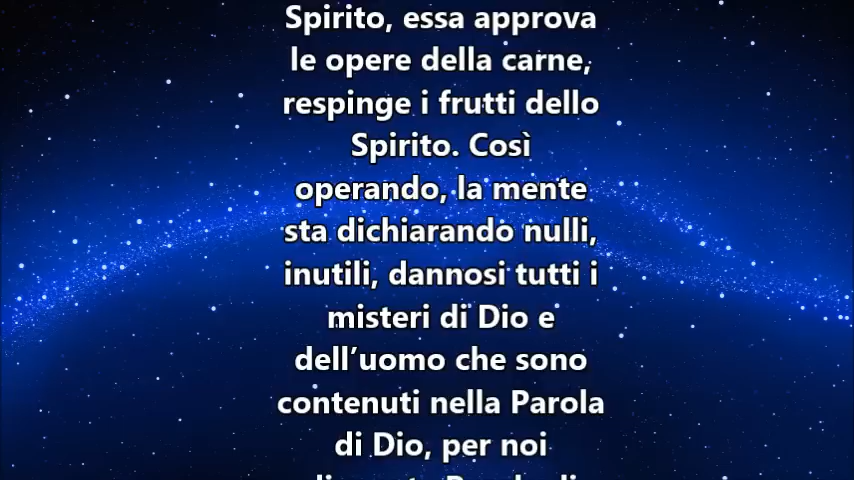 Spirito, essa approva
le opere della carne,
respinge i frutti dello
Spirito. Così
operando, la mente
sta dichiarando nulli,
inutili, dannosi tutti i
misteri di Dio e
dell’uomo che sono
contenuti nella Parola
di Dio, per noi